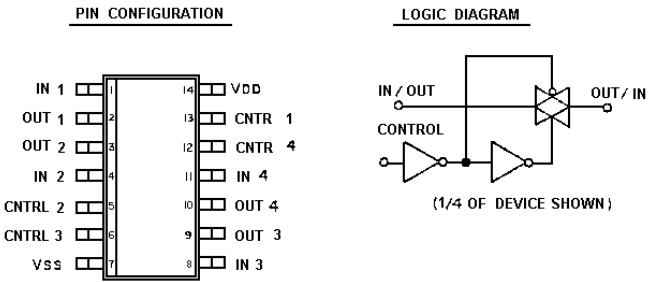 PIN CONFIGURATION
IN 1 1 14 VDD
OUT 1 2 13 CNTR 1
OUT 2 3 12 CNTR 4
IN 2 4 11 IN 4
CNTRL 2 5 10 OUT 4
CNTRL 3 6 9 OUT 3
VSS 7 8 IN 3
LOGIC DIAGRAM
IN / OUT
OUT / IN
CONTROL
(1/4 OF DEVICE SHOWN)